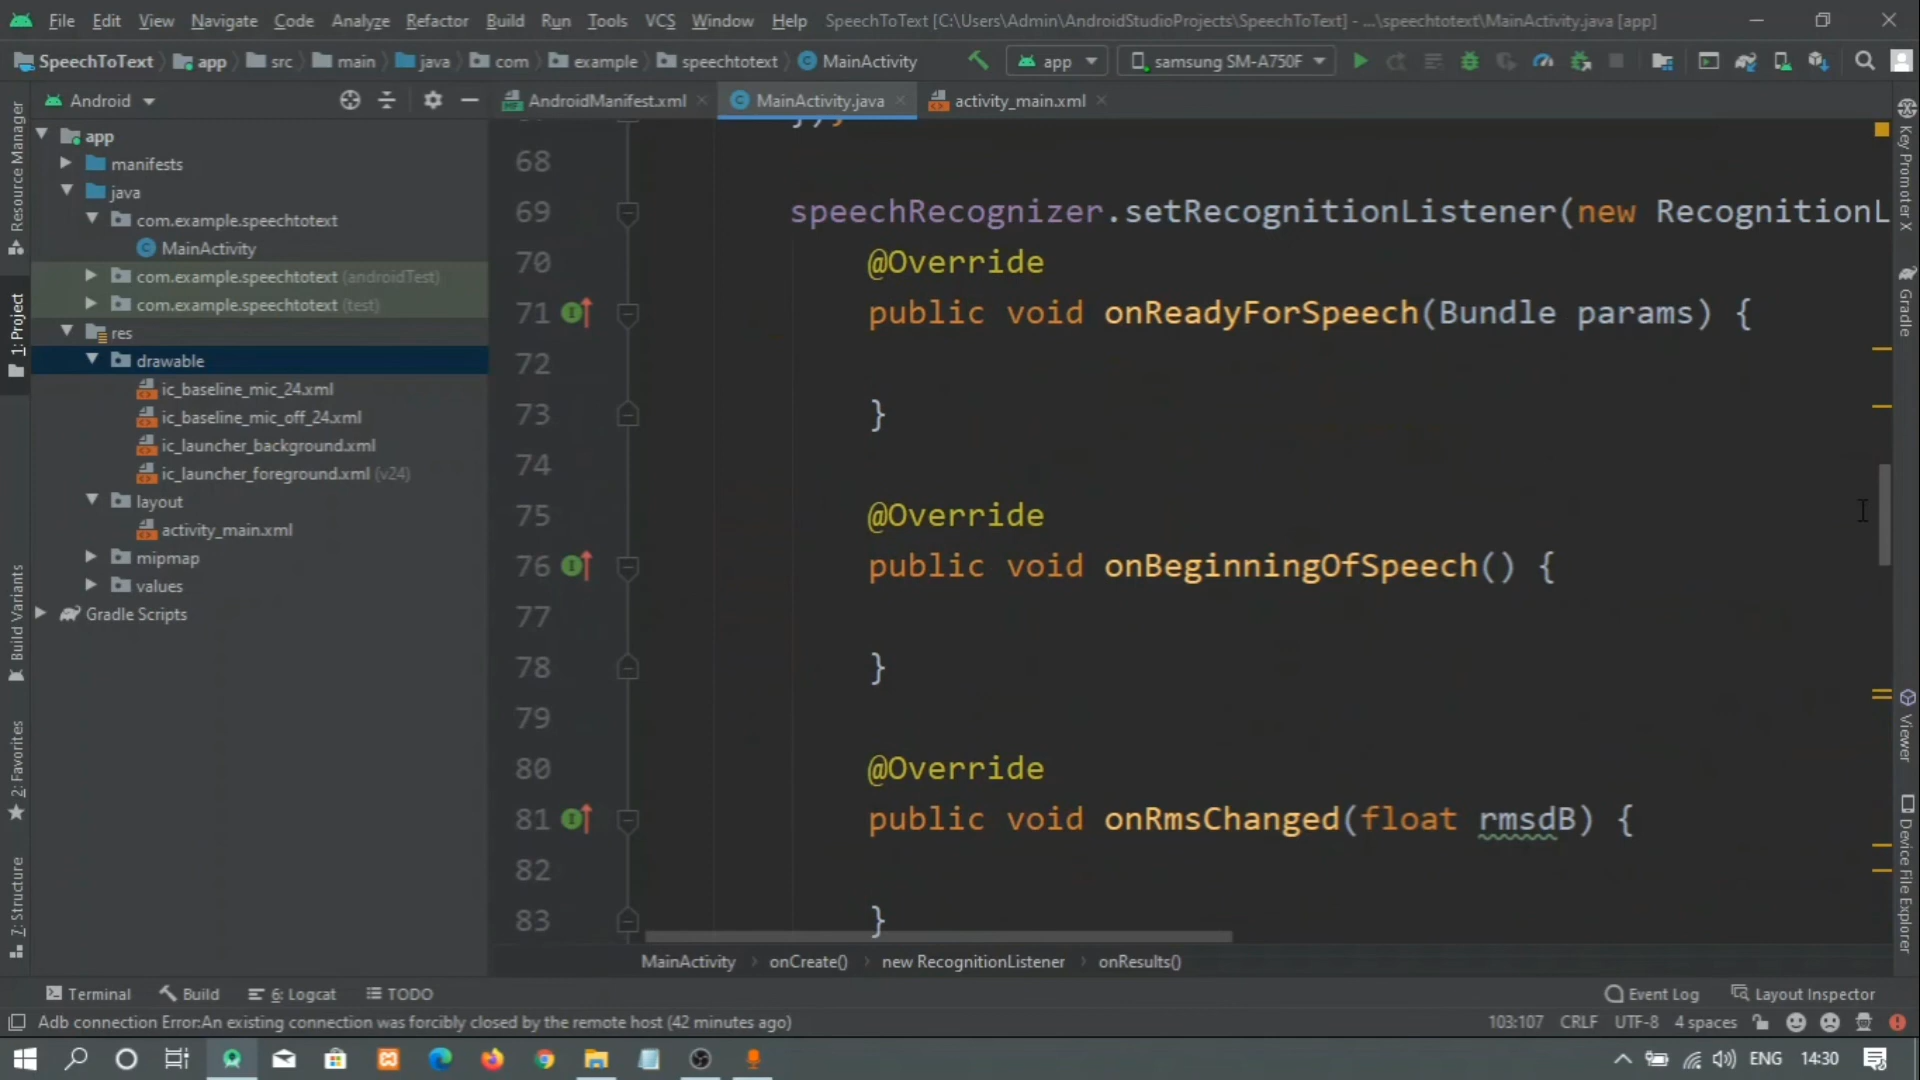 File Edit View Navigate Code Analyze Refactor Build Run Tools VCS Window Help SpeechToText [C:\Users\Admin\AndroidStudioProjects\SpeechToText] - ...\speechtotext\MainActivity.java [app]
SpeechToText app src main java com example speechtotext MainActivity app samsung SM-A750F
Android
AndroidManifest.xml MainActivity.java activity_main.xml
app
manifests
java
com.example.speechtotext
MainActivity
com.example.speechtotext (androidTest)
com.example.speechtotext (test)
res
drawable
ic_baseline_mic_24.xml
ic_baseline_mic_off_24.xml
ic_launcher_background.xml
ic_launcher_foreground.xml (v24)
layout
activity_main.xml
mipmap
values
Gradle Scripts
Resource Manager
1: Project
Build Variants
2: Favorites
7: Structure
68
69 speechRecognizer.setRecognitionListener(new RecognitionL
70 @Override
71 public void onReadyForSpeech(Bundle params) {
72
73 }
74
75 @Override
76 public void onBeginningOfSpeech() {
77
78 }
79
80 @Override
81 public void onRmsChanged(float rmsdB) {
82
83 }
Key Promoter X
Gradle
Viewer
Device File Explorer
MainActivity onCreate() new RecognitionListener onResults()
Terminal Build 6: Logcat TODO Event Log Layout Inspector
Adb connection Error:An existing connection was forcibly closed by the remote host (42 minutes ago) 103:107 CRLF UTF-8 4 spaces
ENG 14:30